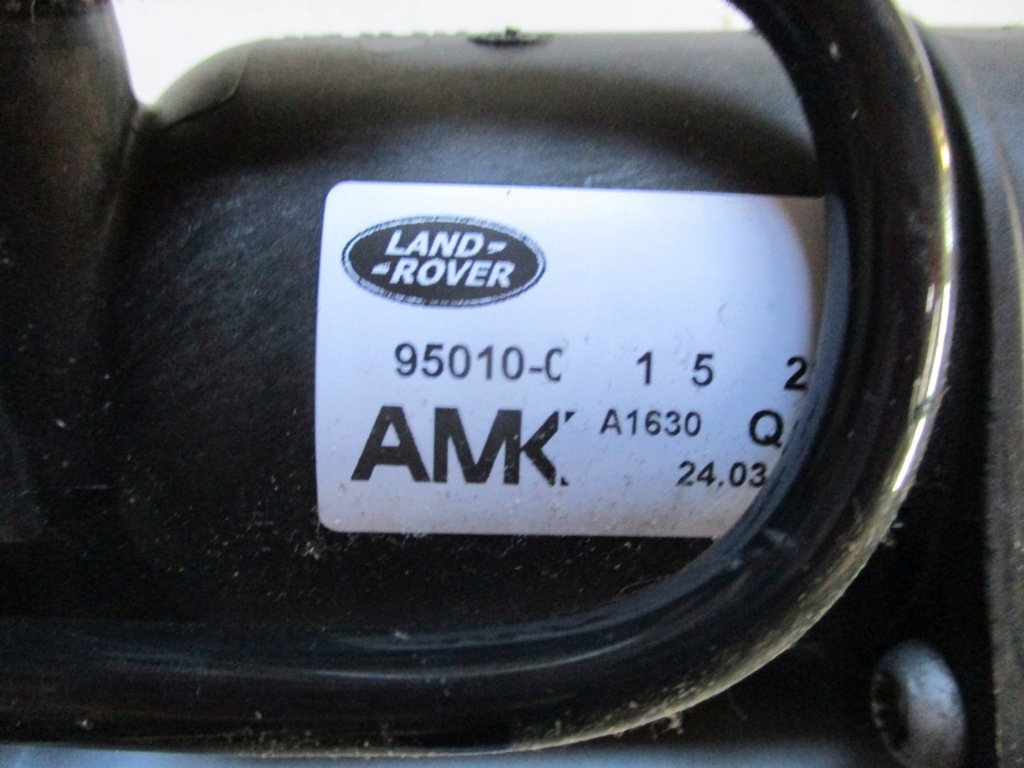 LAND
ROVER
95010- 1 5 2
AMK A1630 Q
24.03